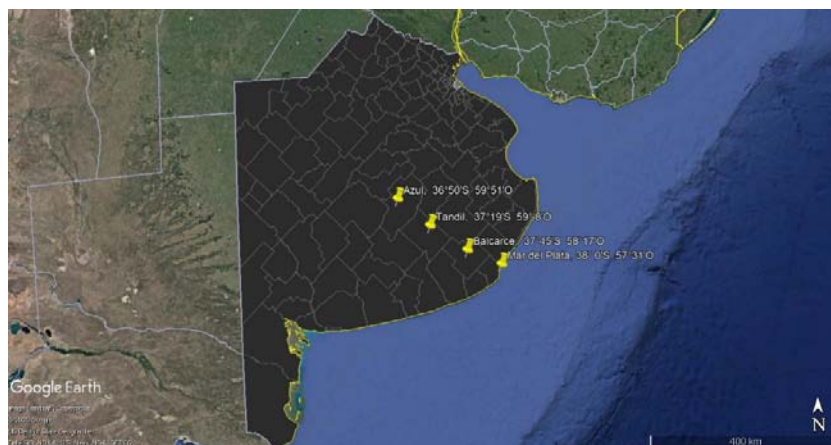 Azul. 36°50'S 59°51'O
Tandil. 37°19'S 59°8'O
Balcarce. 37°45'S 58°17'O
Mar del Plata 38°0'S 57°31'O
Google Earth
N
400 km